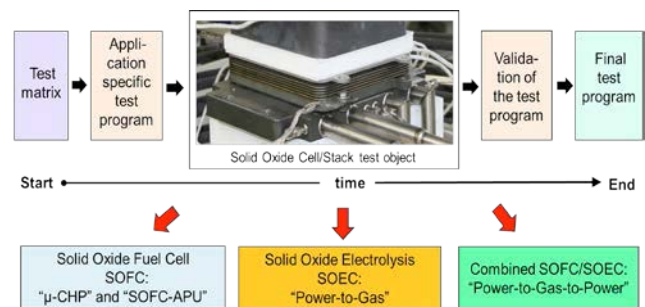 Test
matrix
Appli-
cation
specific
test
program
Solid Oxide Cell/Stack test object
Valida-
tion of
the test
program
Final
test
program
Start
time
End
Solid Oxide Fuel Cell
SOFC:
“μ-CHP” and “SOFC-APU”
Solid Oxide Electrolysis
SOEC:
“Power-to-Gas”
Combined SOFC/SOEC:
“Power-to-Gas-to-Power”